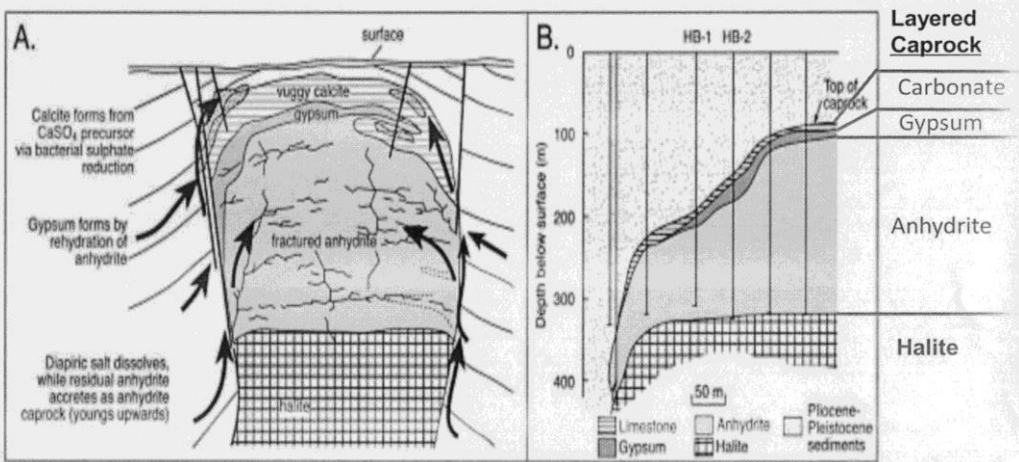 A.
surface
vuggy calcite
gypsum
Calcite forms from
CaSO₄ precursor
via bacterial sulphate
reduction
Gypsum forms by
rehydration of
anhydrite
fractured anhydrite
Diapiric salt dissolves,
while residual anhydrite
accretes as anhydrite
caprock (youngs upwards)
halite
B.
HB-1 HB-2
0
100
200
300
400
Depth below surface (m)
Top of
caprock
50 m
Limestone
Gypsum
Anhydrite
Halite
Pliocene-
Pleistocene
sediments
Layered
Caprock
Carbonate
Gypsum
Anhydrite
Halite